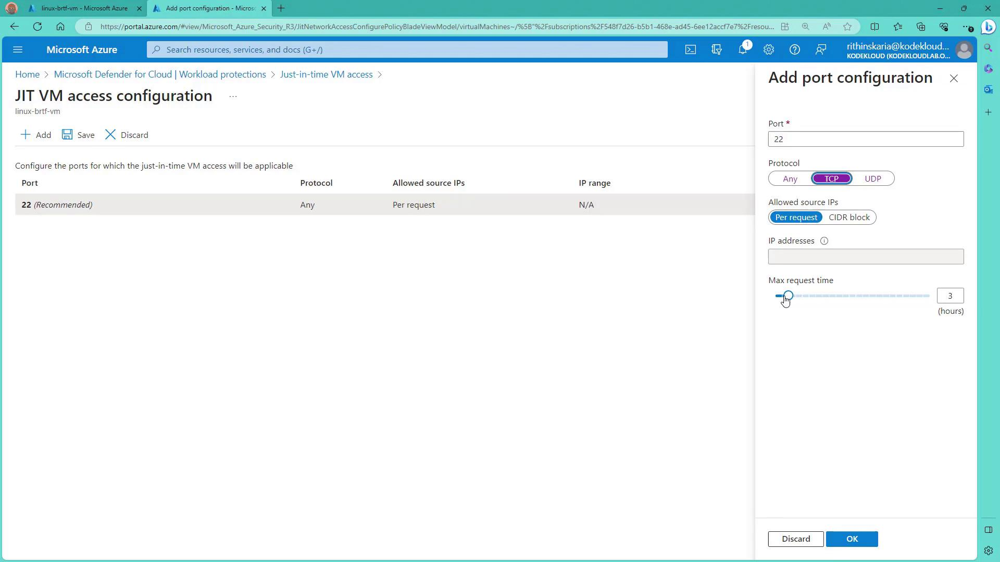 linux-brtf-vm - Microsoft Azure
Add port configuration - Micros
https://portal.azure.com/#view/Microsoft_Azure_Security_R3/JitNetworkAccessConfigurePolicyBladeViewModel/virtualMachines~/%5B"%2Fsubscriptions%2F548f7d26-b5b1-468e-ad45-6ee12accf7e7%2Fresou...
Microsoft Azure
Search resources, services, and docs (G+/)
1
rithinskaria@kodekloud...
KODEKLOUD (KODEKLOUDLAB.O...
Home > Microsoft Defender for Cloud | Workload protections > Just-in-time VM access >
JIT VM access configuration ...
linux-brtf-vm
Add Save Discard
Configure the ports for which the just-in-time VM access will be applicable
Port Protocol Allowed source IPs IP range
22 (Recommended) Any Per request N/A
Add port configuration
Port *
22
Protocol
Any TCP UDP
Allowed source IPs
Per request CIDR block
IP addresses
Max request time
3
(hours)
Discard OK